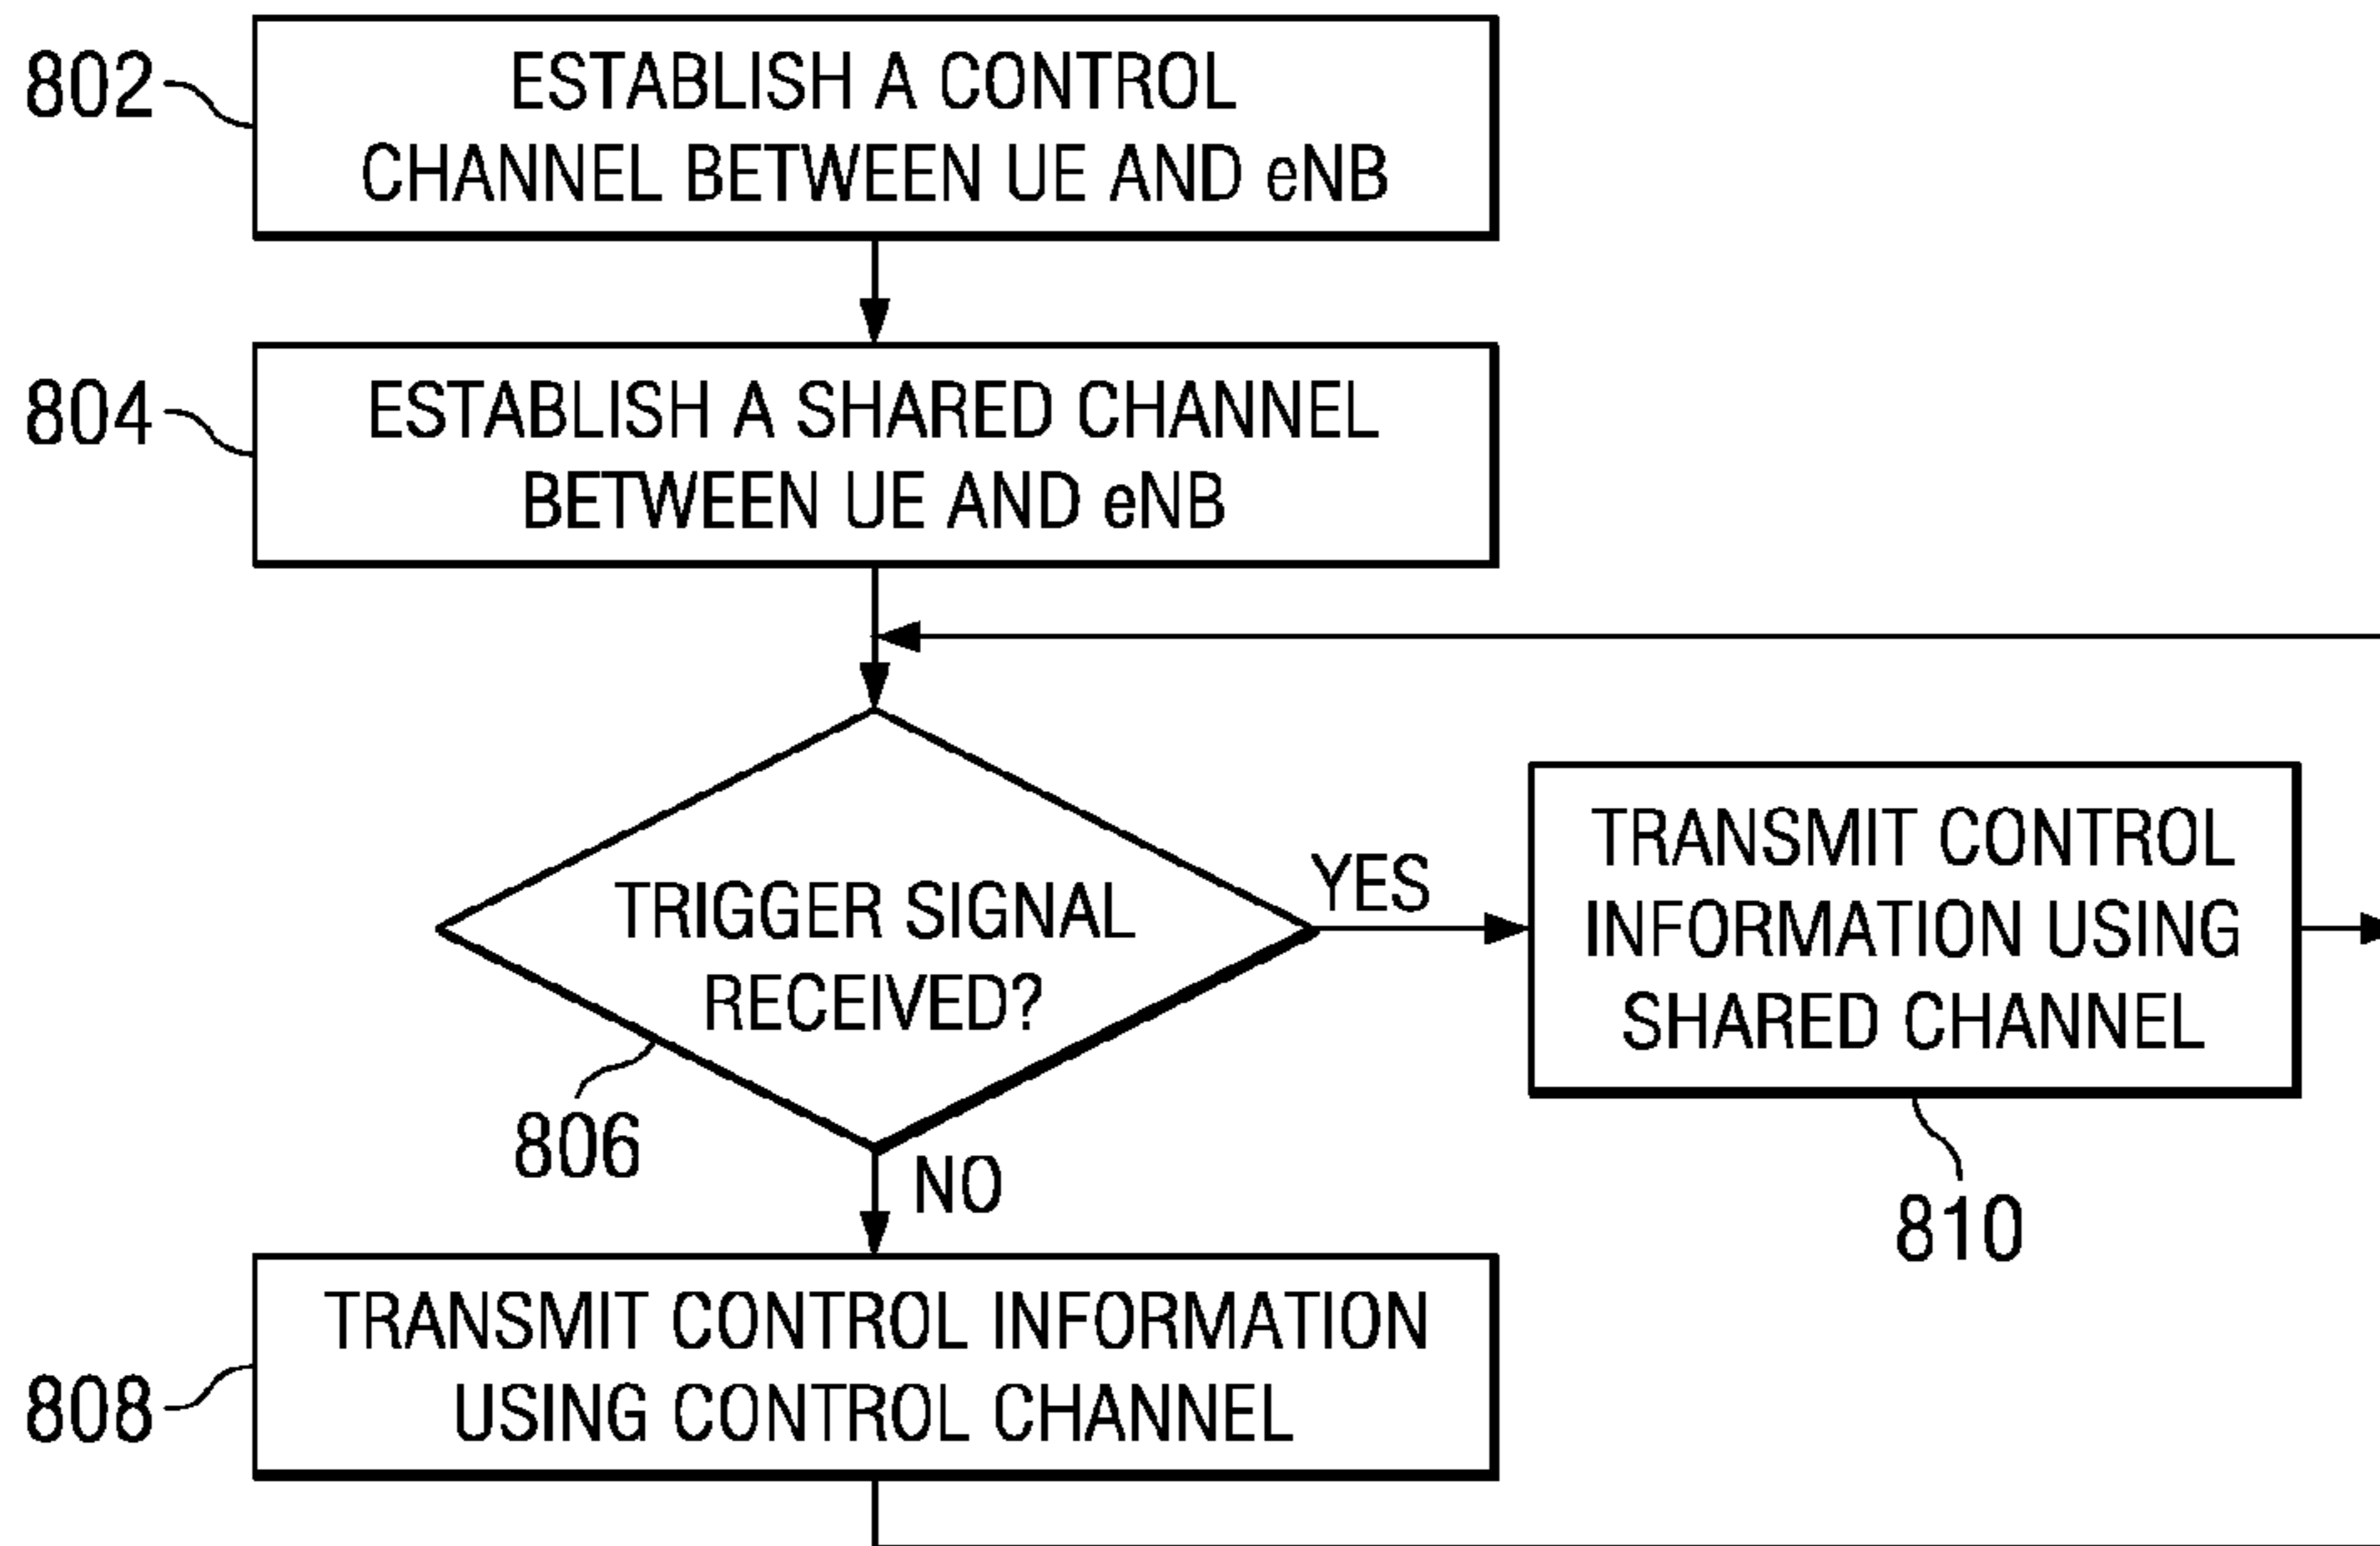 802
ESTABLISH A CONTROL
CHANNEL BETWEEN UE AND eNB
804
ESTABLISH A SHARED CHANNEL
BETWEEN UE AND eNB
TRIGGER SIGNAL
RECEIVED?
806
YES
TRANSMIT CONTROL
INFORMATION USING
SHARED CHANNEL
810
NO
808
TRANSMIT CONTROL INFORMATION
USING CONTROL CHANNEL